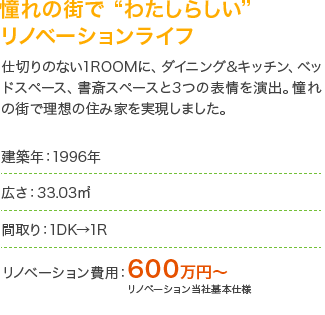 憧れの街で “わたしらしい”
リノベーションライフ
仕切りのない1ROOMに、ダイニング&キッチン、ベッ
ドスペース、書斎スペースと3つの表情を演出。憧れ
の街で理想の住み家を実現しました。
建築年：1996年
広さ：33.03㎡
間取り：1DK→1R
リノベーション費用：600万円～
リノベーション当社基本仕様